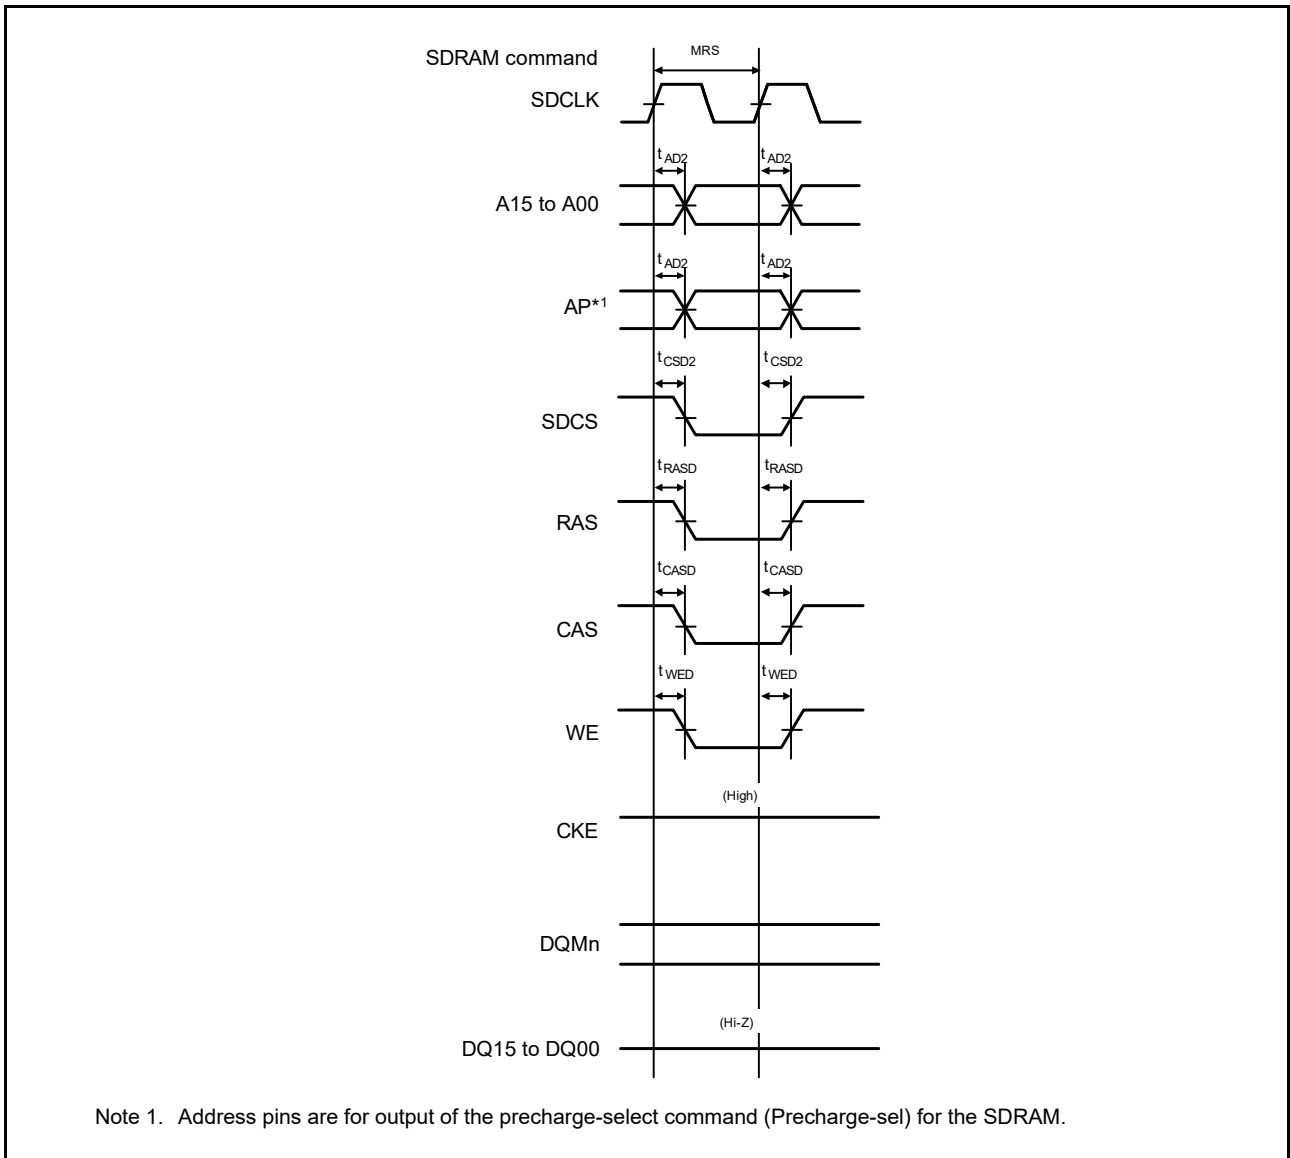 SDRAM command MRS
SDCLK
tAD2 tAD2
A15 to A00
tAD2 tAD2
AP*1
tCSD2 tCSD2
SDCS
tRASD tRASD
RAS
tCASD tCASD
CAS
tWED tWED
WE
(High)
CKE
DQMn
(Hi-Z)
DQ15 to DQ00
Note 1. Address pins are for output of the precharge-select command (Precharge-sel) for the SDRAM.